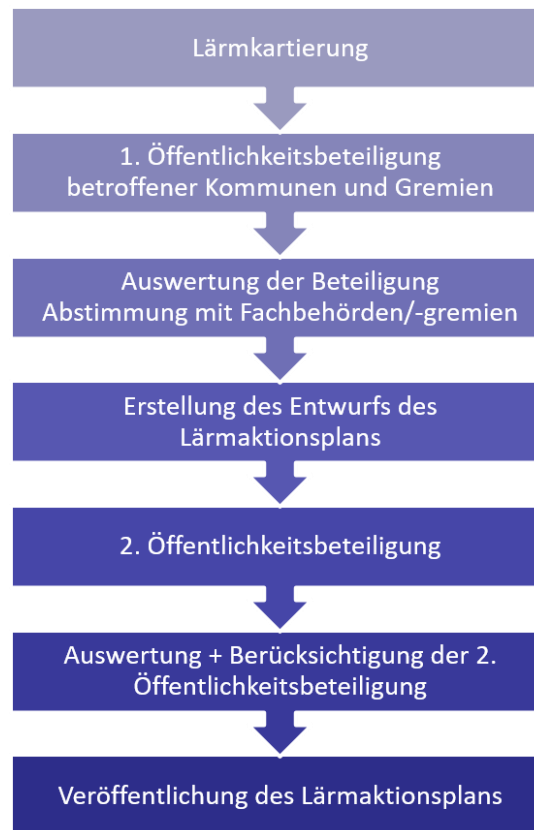 Lärmkartierung
1. Öffentlichkeitsbeteiligung
betroffener Kommunen und Gremien
Auswertung der Beteiligung
Abstimmung mit Fachbehörden/-gremien
Erstellung des Entwurfs des
Lärmaktionsplans
2. Öffentlichkeitsbeteiligung
Auswertung + Berücksichtigung der 2.
Öffentlichkeitsbeteiligung
Veröffentlichung des Lärmaktionsplans